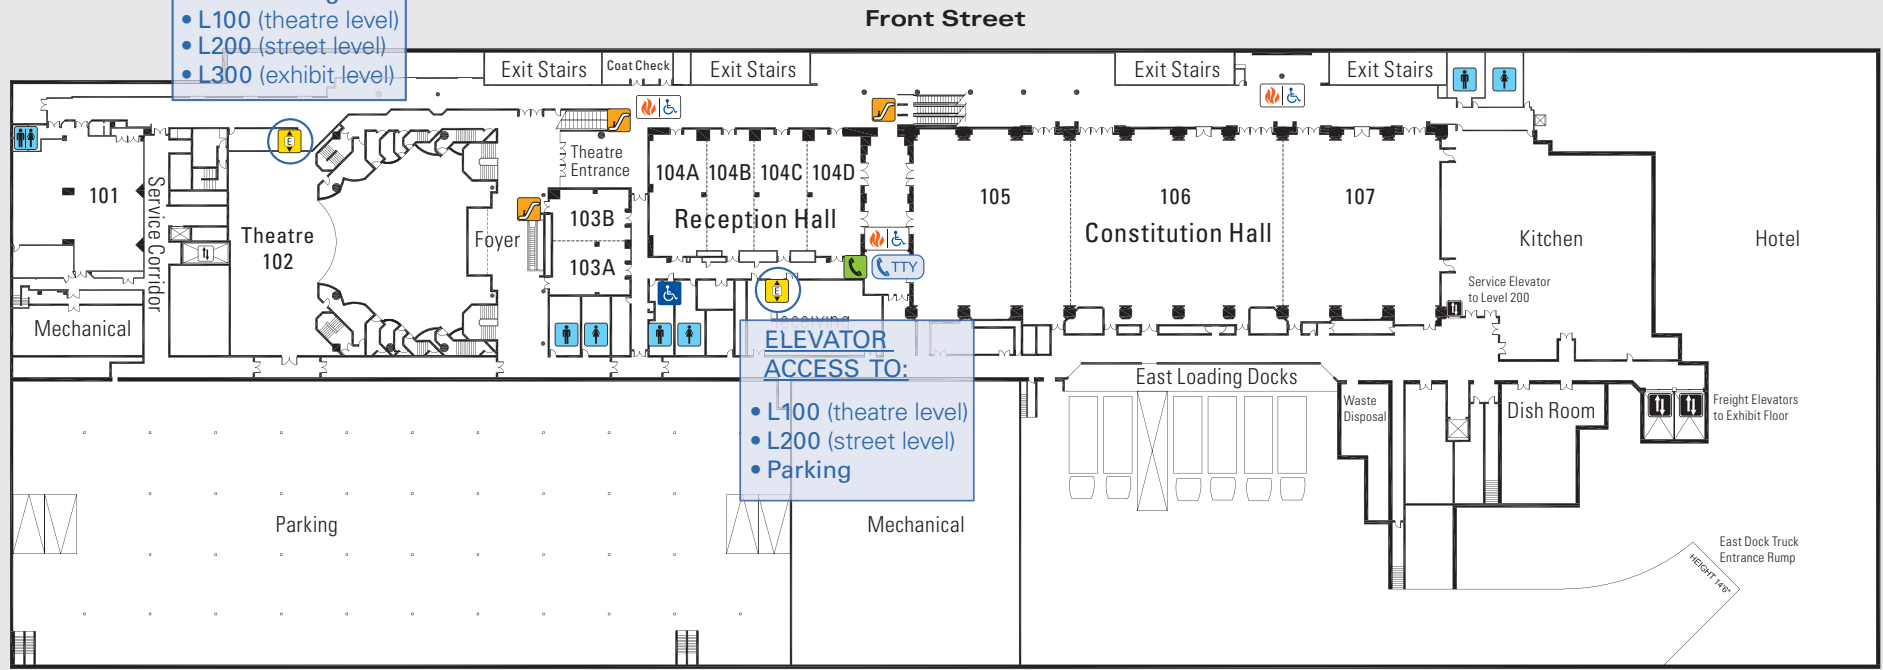 Front Street
• L100 (theatre level)
• L200 (street level)
• L300 (exhibit level)
Exit Stairs
Coat Check
Exit Stairs
Exit Stairs
Exit Stairs
E
Theatre
Entrance
101
Service Corridor
Theatre
102
Foyer
103B
103A
104A
104B
104C
104D
Reception Hall
105
106
107
Constitution Hall
Kitchen
Hotel
TTY
E
Service Elevator
to Level 200
Mechanical
Receiving
ELEVATOR
ACCESS TO:
• L100 (theatre level)
• L200 (street level)
• Parking
East Loading Docks
Waste
Disposal
Dish Room
Freight Elevators
to Exhibit Floor
Parking
Mechanical
East Dock Truck
Entrance Rump
HEIGHT 14'6"